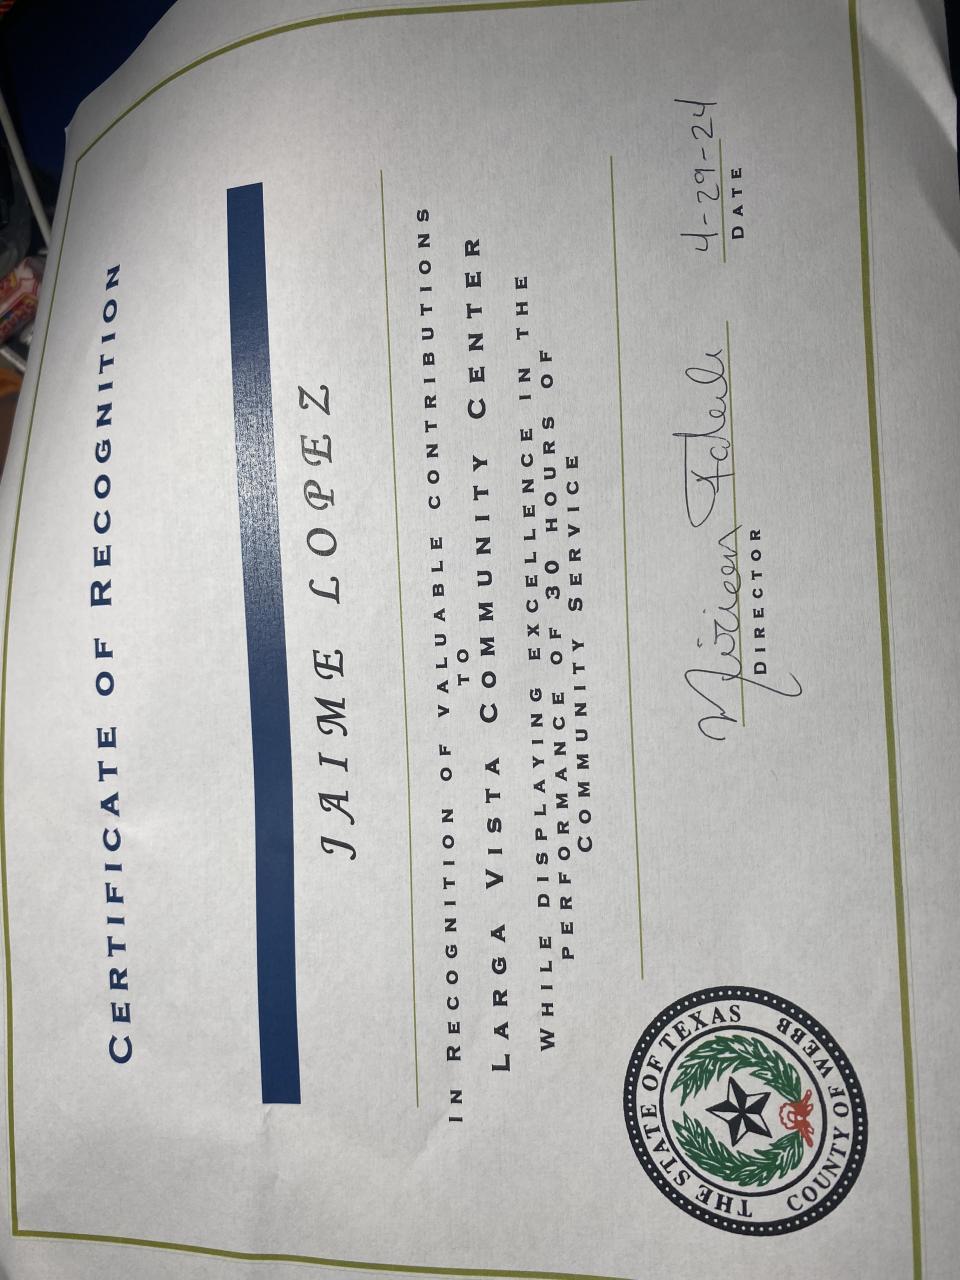 CERTIFICATE OF RECOGNITION
JAIME LOPEZ
IN RECOGNITION OF VALUABLE CONTRIBUTIONS
TO
LARGA VISTA COMMUNITY CENTER
WHILE DISPLAYING EXCELLENCE IN THE
PERFORMANCE OF 30 HOURS OF
COMMUNITY SERVICE
THE STATE OF TEXAS
COUNTY OF WEBB
DIRECTOR
4-29-24
DATE